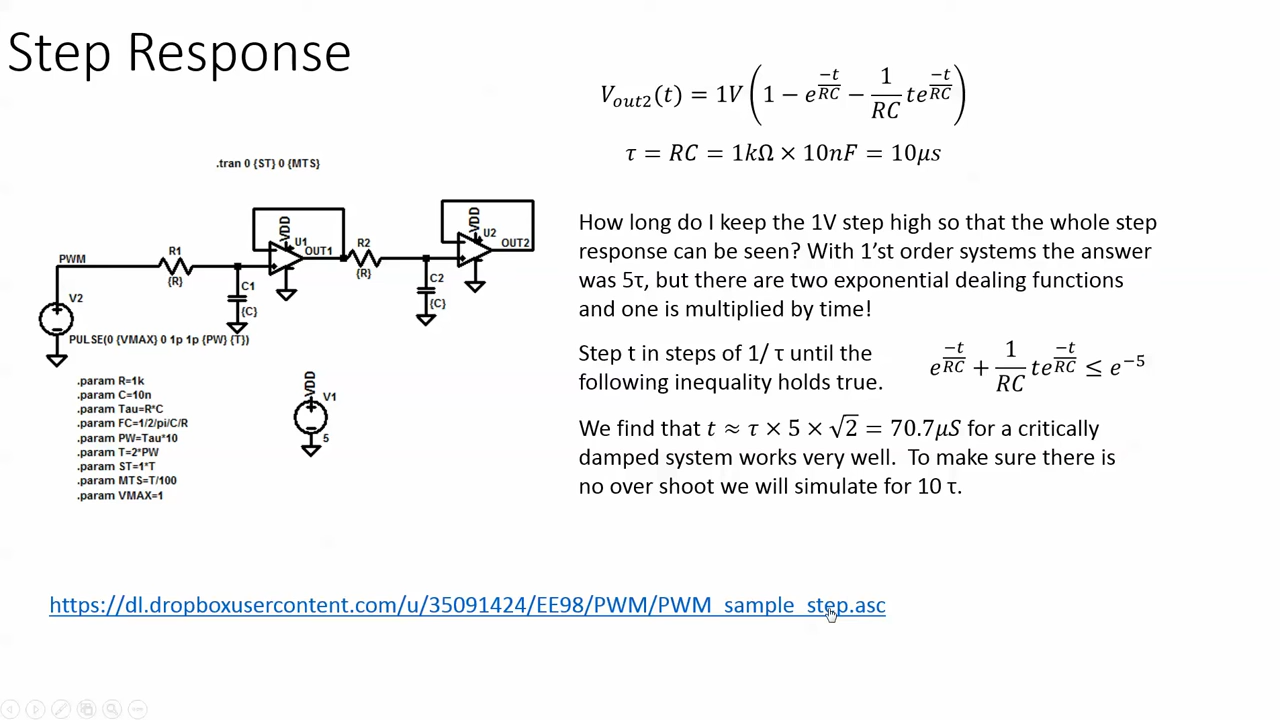 Step Response
V_{out2}(t) = 1V(1 − e^{-t/RC} − 1/RC te^{-t/RC})
τ = RC = 1kΩ × 10nF = 10μs
.tran 0 {ST} 0 {MTS}
PWM
R1
{R}
C1
{C}
VDD
U1
OUT1
R2
{R}
C2
{C}
VDD
U2
OUT2
V2
PULSE(0 {VMAX} 0 1p 1p {PW} {T})
.param R=1k
.param C=10n
.param Tau=R*C
.param FC=1/2/pi/C/R
.param PW=Tau*10
.param T=2*PW
.param ST=1*T
.param MTS=T/100
.param VMAX=1
VDD
V1
5
How long do I keep the 1V step high so that the whole step
response can be seen? With 1’st order systems the answer
was 5τ, but there are two exponential dealing functions
and one is multiplied by time!
Step t in steps of 1/ τ until the
following inequality holds true.
e^{-t/RC} + 1/RC te^{-t/RC} ≤ e^{−5}
We find that t ≈ τ × 5 × √2 = 70.7μS for a critically
damped system works very well.  To make sure there is
no over shoot we will simulate for 10 τ.
https://dl.dropboxusercontent.com/u/35091424/EE98/PWM/PWM_sample_step.asc